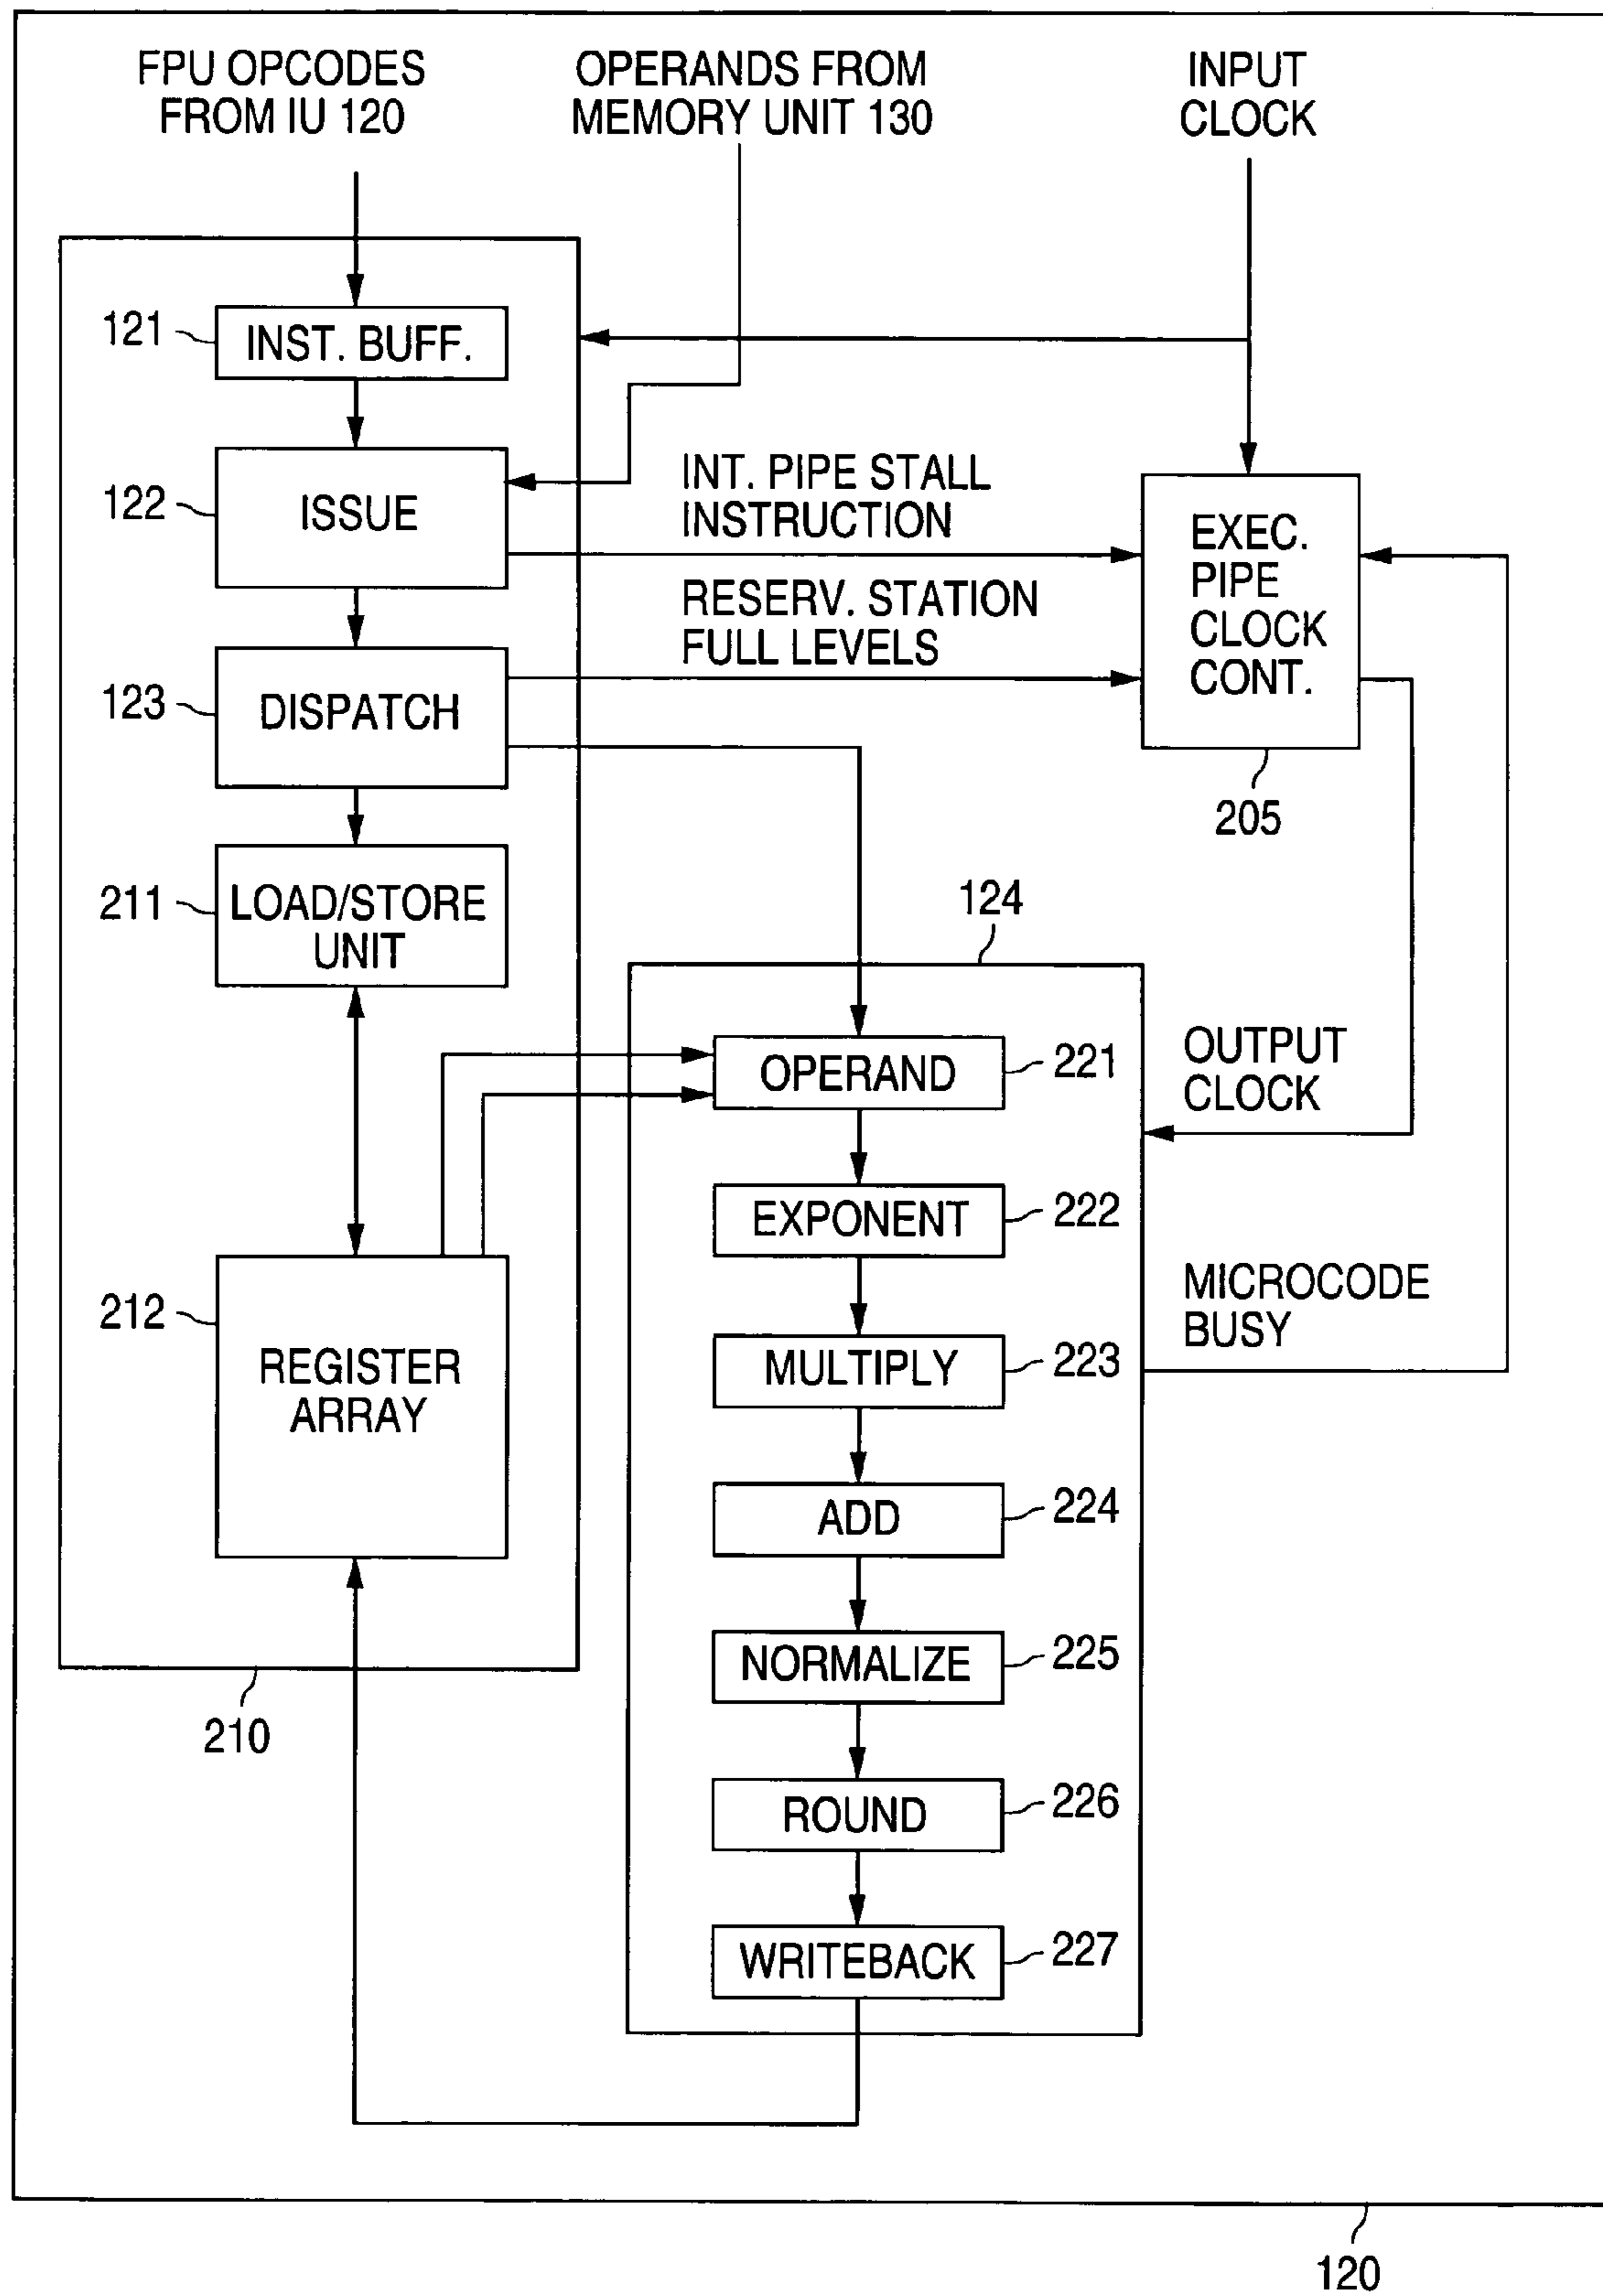 FPU OPCODES
FROM IU 120
OPERANDS FROM
MEMORY UNIT 130
INPUT
CLOCK
121
INST. BUFF.
122
ISSUE
INT. PIPE STALL
INSTRUCTION
EXEC.
PIPE
CLOCK
CONT.
RESERV. STATION
FULL LEVELS
123
DISPATCH
205
211
LOAD/STORE
UNIT
124
OPERAND
221
OUTPUT
CLOCK
EXPONENT
222
212
REGISTER
ARRAY
MICROCODE
BUSY
MULTIPLY
223
ADD
224
NORMALIZE
225
210
ROUND
226
WRITEBACK
227
120